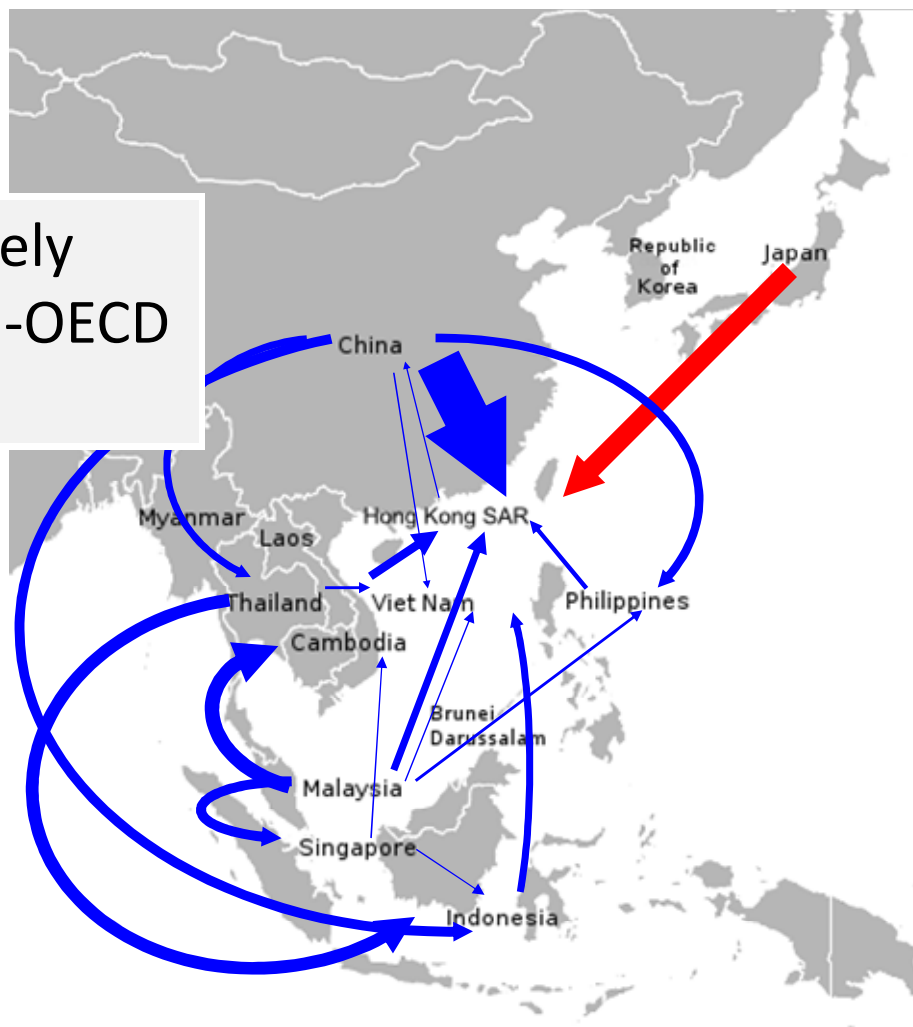 ely
-OECD
Republic
of
Korea
Japan
China
Hong Kong SAR
Myanmar
Laos
Thailand
Viet Nam
Philippines
Cambodia
Brunei
Darussalam
Malaysia
Singapore
Indonesia